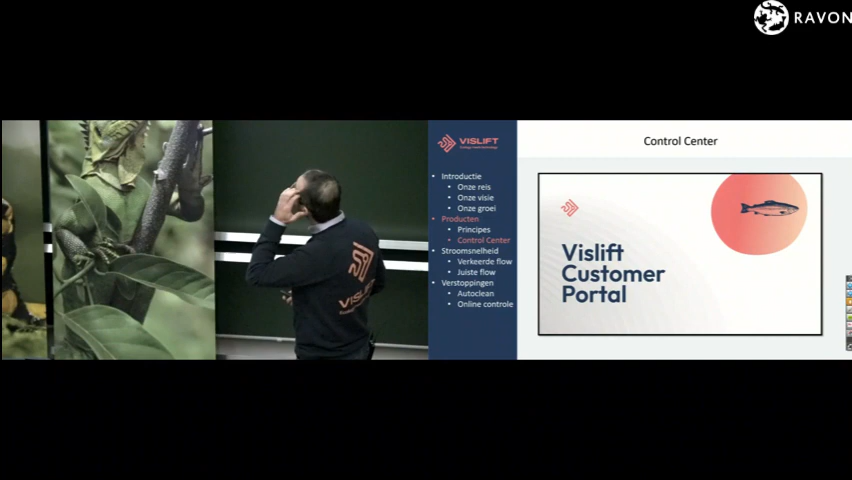 RAVON
VISLIFT
Control Center
Introductie
Onze reis
Onze visie
Onze groei
Producten
Principes
Control Center
Stroomsnelheid
Verkeerde flow
Juiste flow
Verstoppingen
Autoclean
Online controle
Vislift
Customer
Portal
VISLIFT